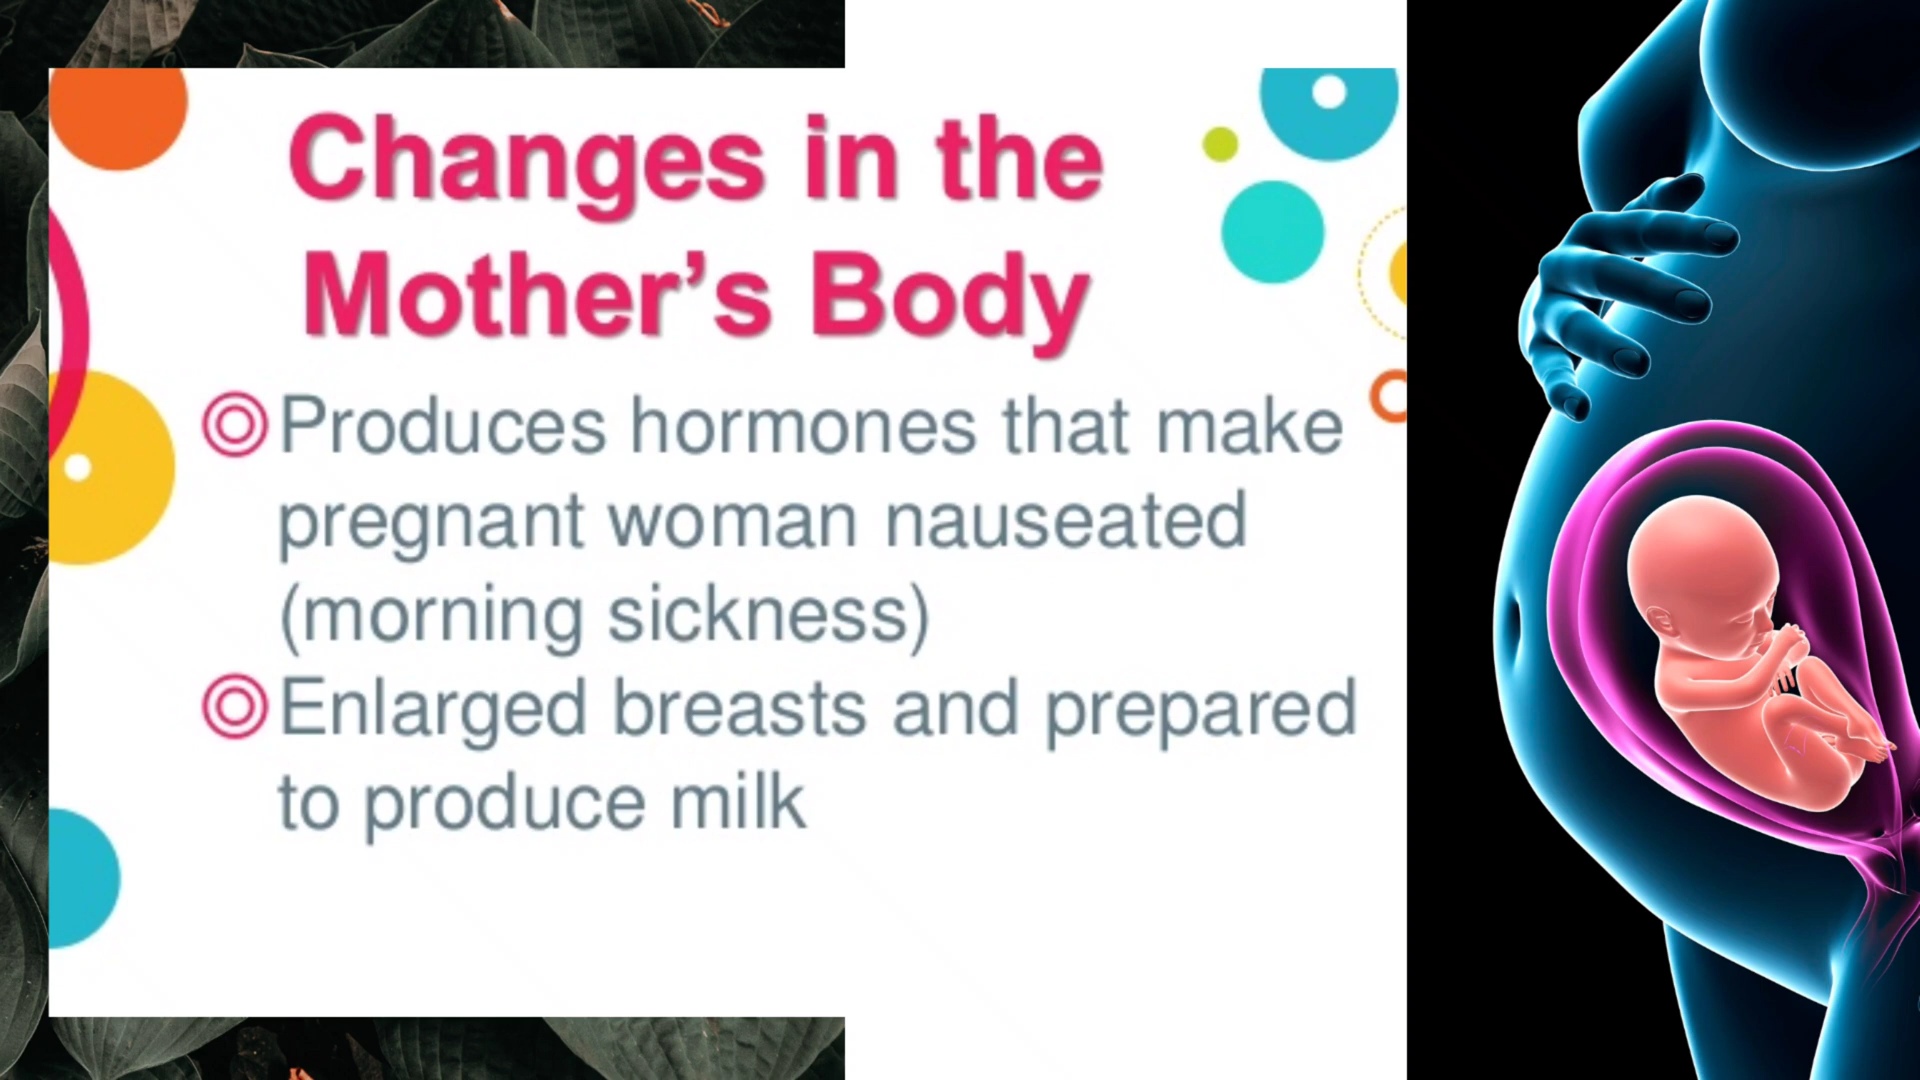 Changes in the
Mother’s Body
Produces hormones that make
pregnant woman nauseated
(morning sickness)
Enlarged breasts and prepared
to produce milk